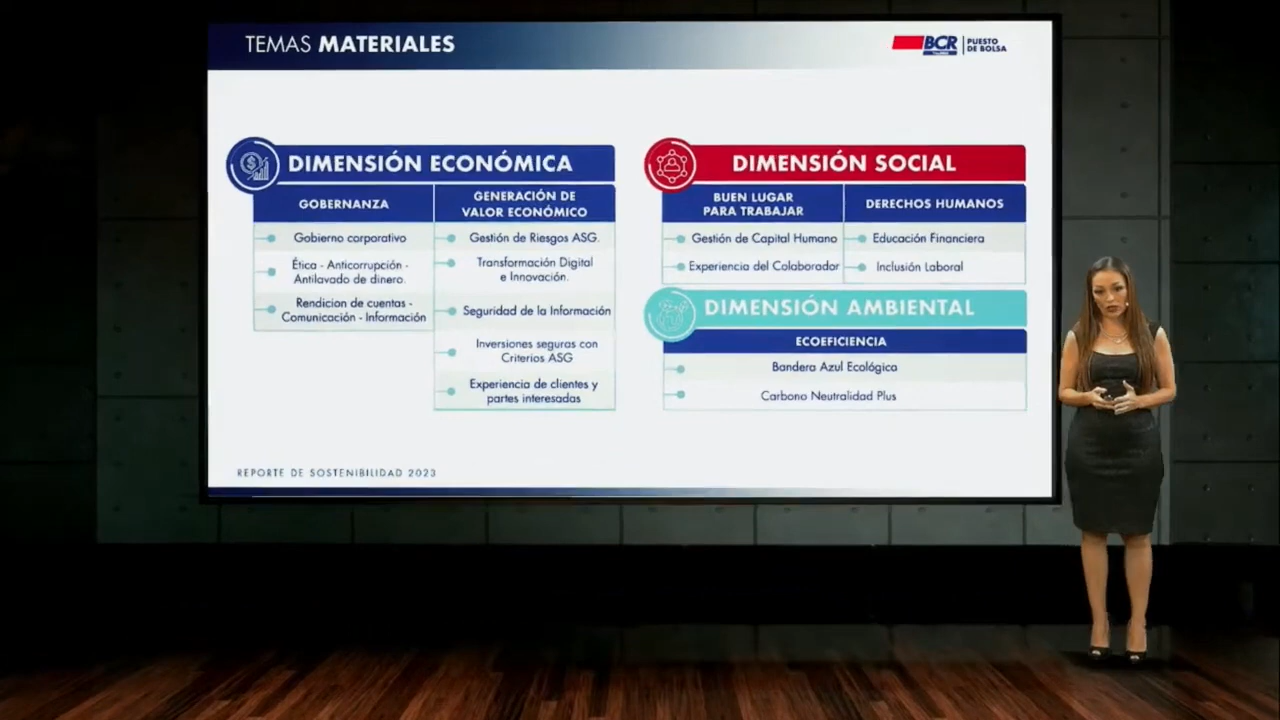 TEMAS MATERIALES
BCR
PUESTO
DE BOLSA
DIMENSIÓN ECONÓMICA
GOBERNANZA
Gobierno corporativo
Ética - Anticorrupción -
Antilavado de dinero.
Rendicion de cuentas -
Comunicación - Información
GENERACIÓN DE
VALOR ECONÓMICO
Gestión de Riesgos ASG.
Transformación Digital
e Innovación.
Seguridad de la Información
Inversiones seguras con
Criterios ASG
Experiencia de clientes y
partes interesadas
DIMENSIÓN SOCIAL
BUEN LUGAR
PARA TRABAJAR
Gestión de Capital Humano
Experiencia del Colaborador
DERECHOS HUMANOS
Educación Financiera
Inclusión Laboral
DIMENSIÓN AMBIENTAL
ECOEFICIENCIA
Bandera Azul Ecológica
Carbono Neutralidad Plus
REPORTE DE SOSTENIBILIDAD 2023